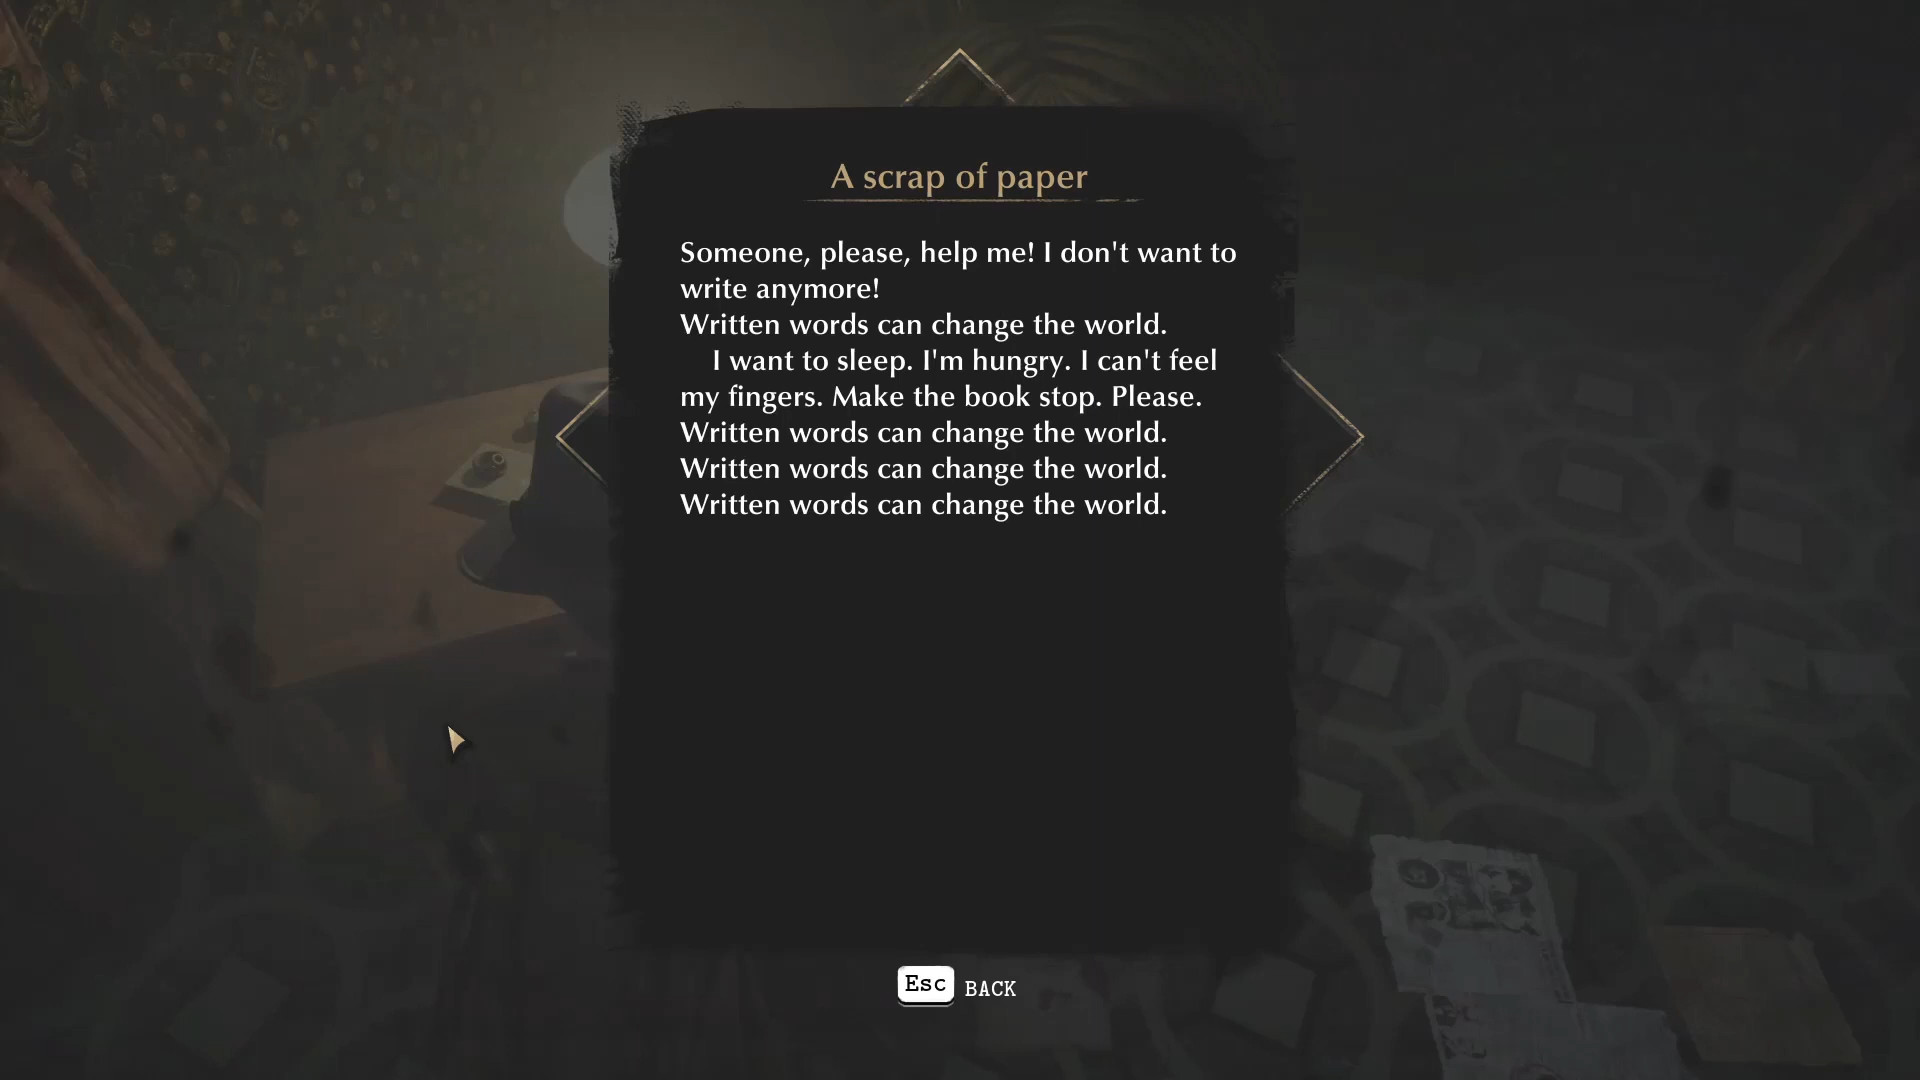 A scrap of paper
Someone, please, help me! I don't want to
write anymore!
Written words can change the world.
I want to sleep. I'm hungry. I can't feel
my fingers. Make the book stop. Please.
Written words can change the world.
Written words can change the world.
Written words can change the world.
Esc BACK